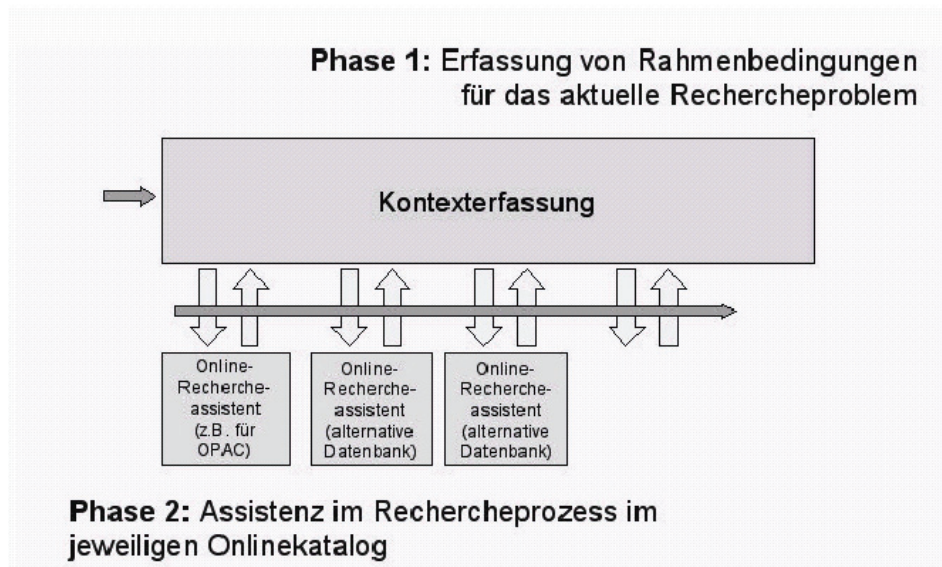 Phase 1: Erfassung von Rahmenbedingungen
für das aktuelle Rechercheproblem
Kontexterfassung
Online-
Recherche-
assistent
(z.B. für
OPAC)
Online-
Recherche-
assistent
(alternative
Datenbank)
Online-
Recherche-
assistent
(alternative
Datenbank)
Phase 2: Assistenz im Rechercheprozess im
jeweiligen Onlinekatalog